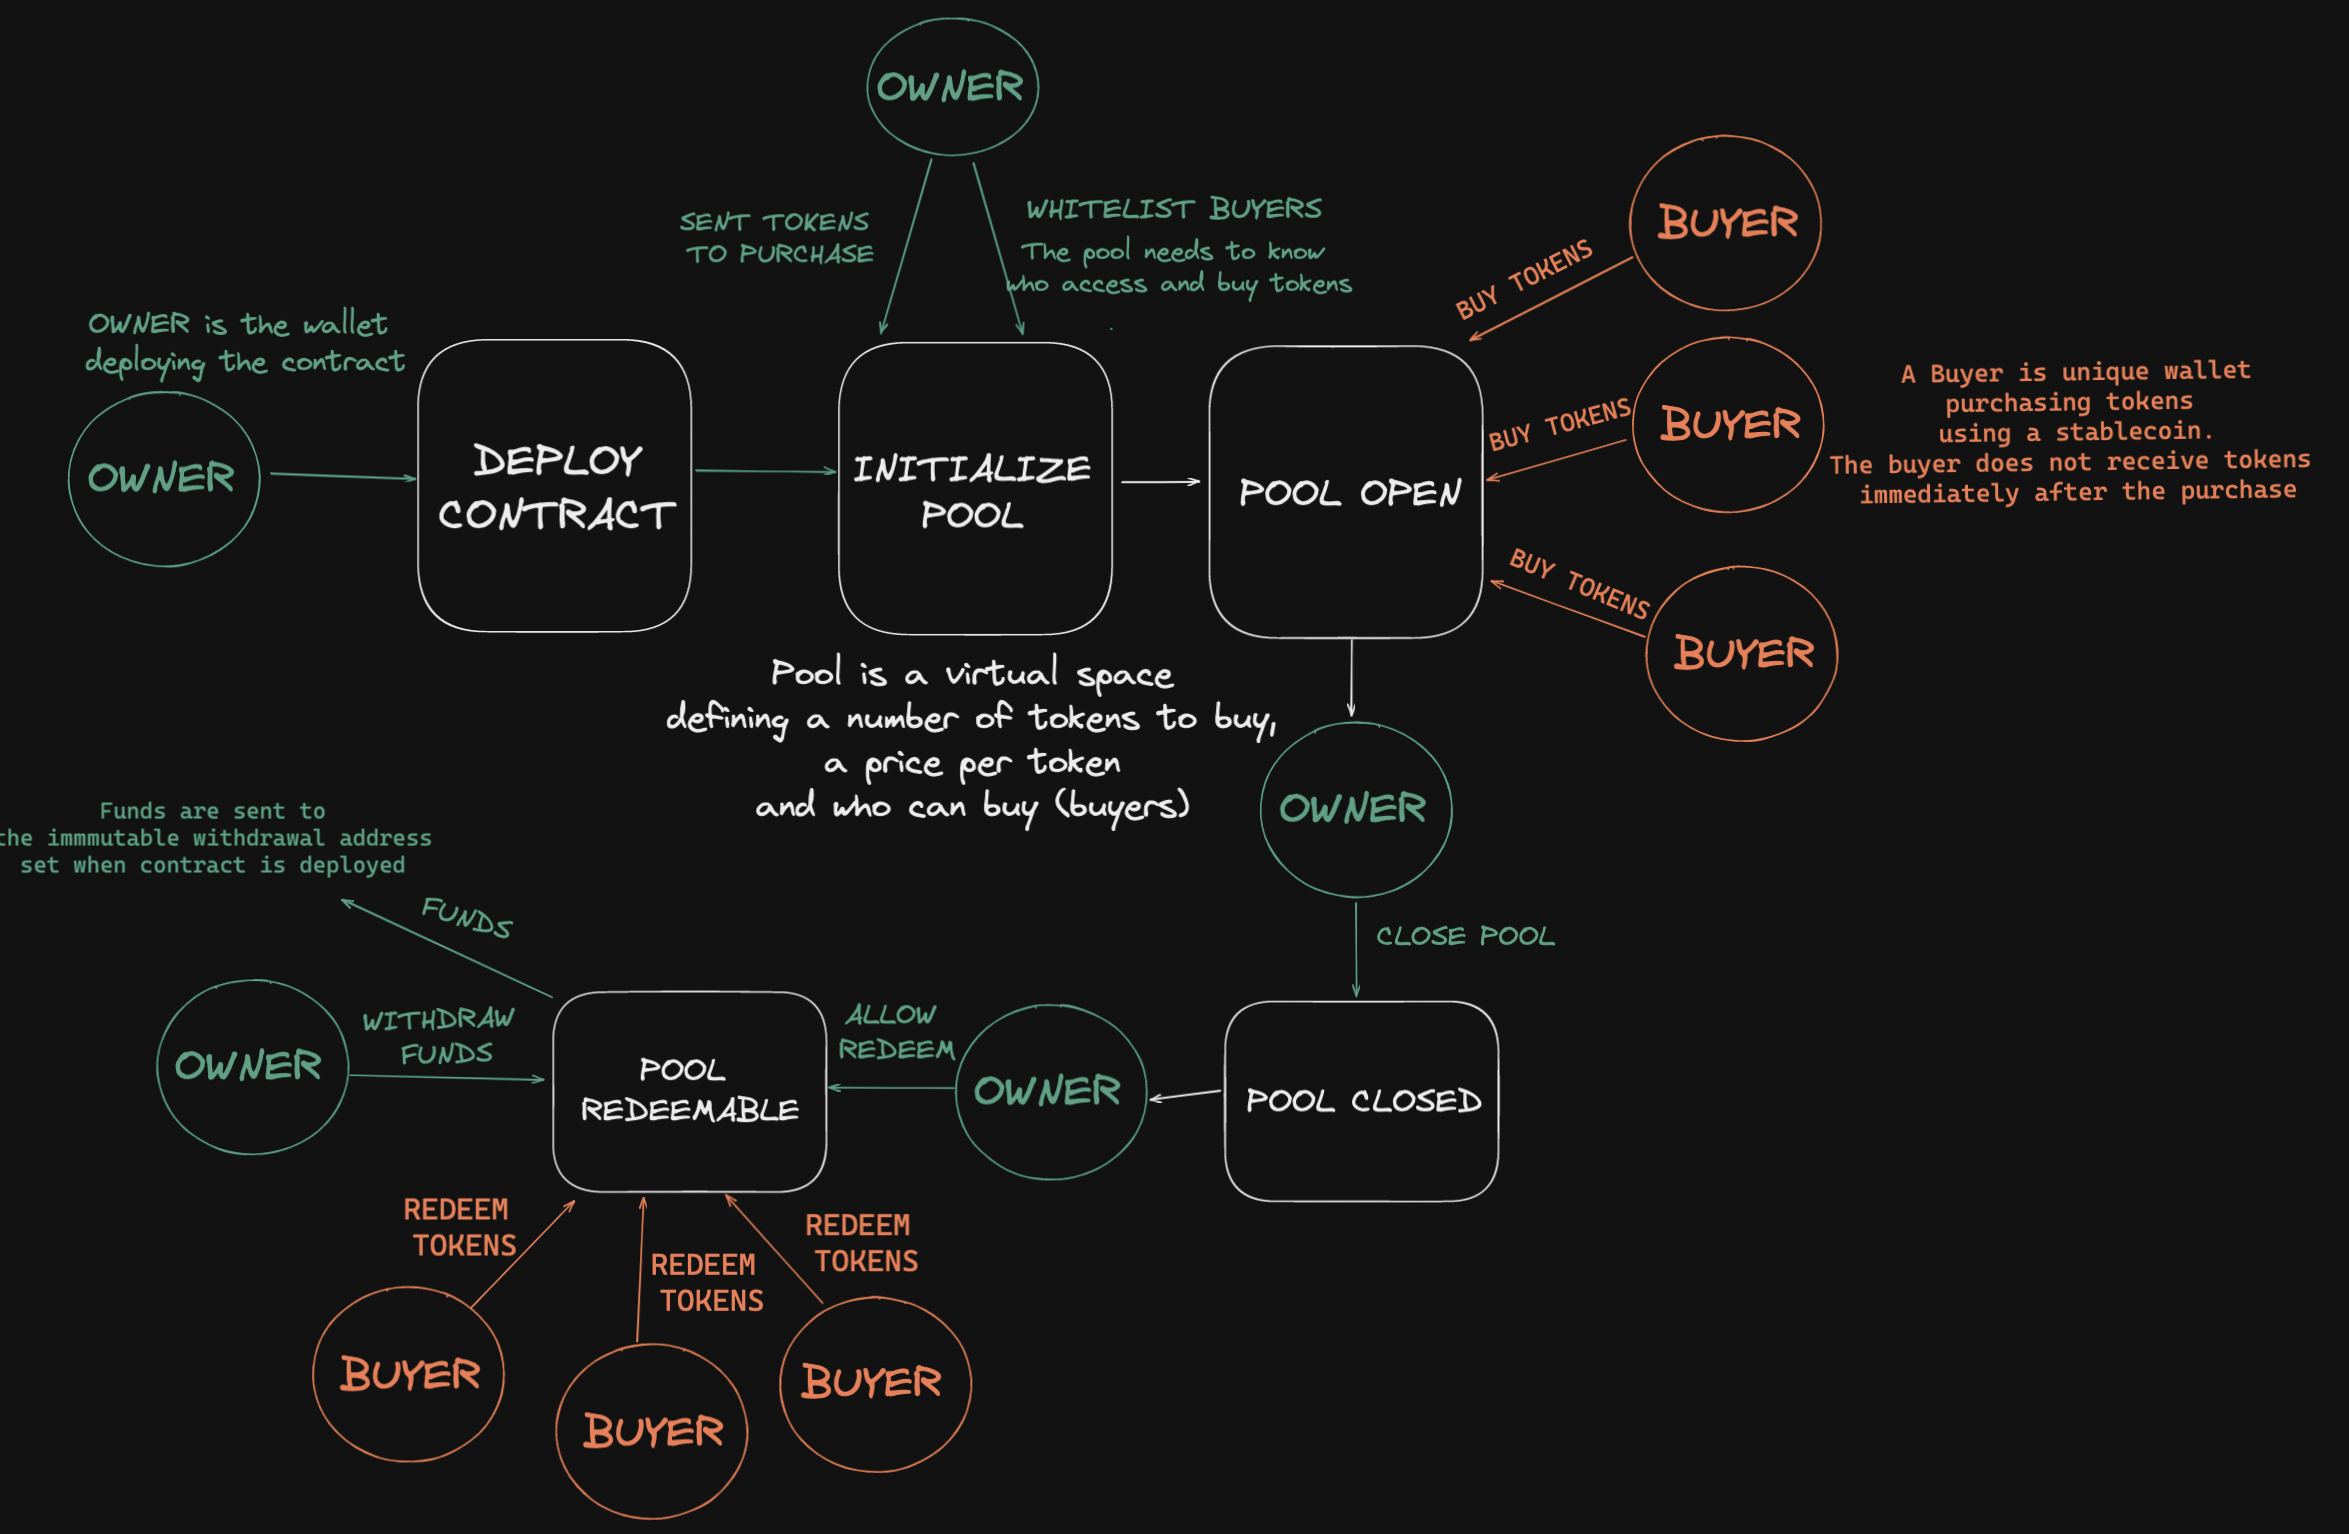 OWNER
SENT TOKENS
TO PURCHASE
WHITELIST BUYERS
The pool needs to know
who access and buy tokens
OWNER is the wallet
deploying the contract
OWNER
DEPLOY
CONTRACT
INITIALIZE
POOL
POOL OPEN
BUY TOKENS
BUYER
BUY TOKENS
BUYER
BUY TOKENS
BUYER
A Buyer is unique wallet
purchasing tokens
using a stablecoin.
The buyer does not receive tokens
immediately after the purchase
Pool is a virtual space
defining a number of tokens to buy,
a price per token
and who can buy (buyers)
OWNER
CLOSE POOL
POOL CLOSED
OWNER
ALLOW
REDEEM
POOL
REDEEMABLE
Funds are sent to
the immmutable withdrawal address
set when contract is deployed
FUNDS
OWNER
WITHDRAW
FUNDS
REDEEM
TOKENS
BUYER
REDEEM
TOKENS
BUYER
REDEEM
TOKENS
BUYER